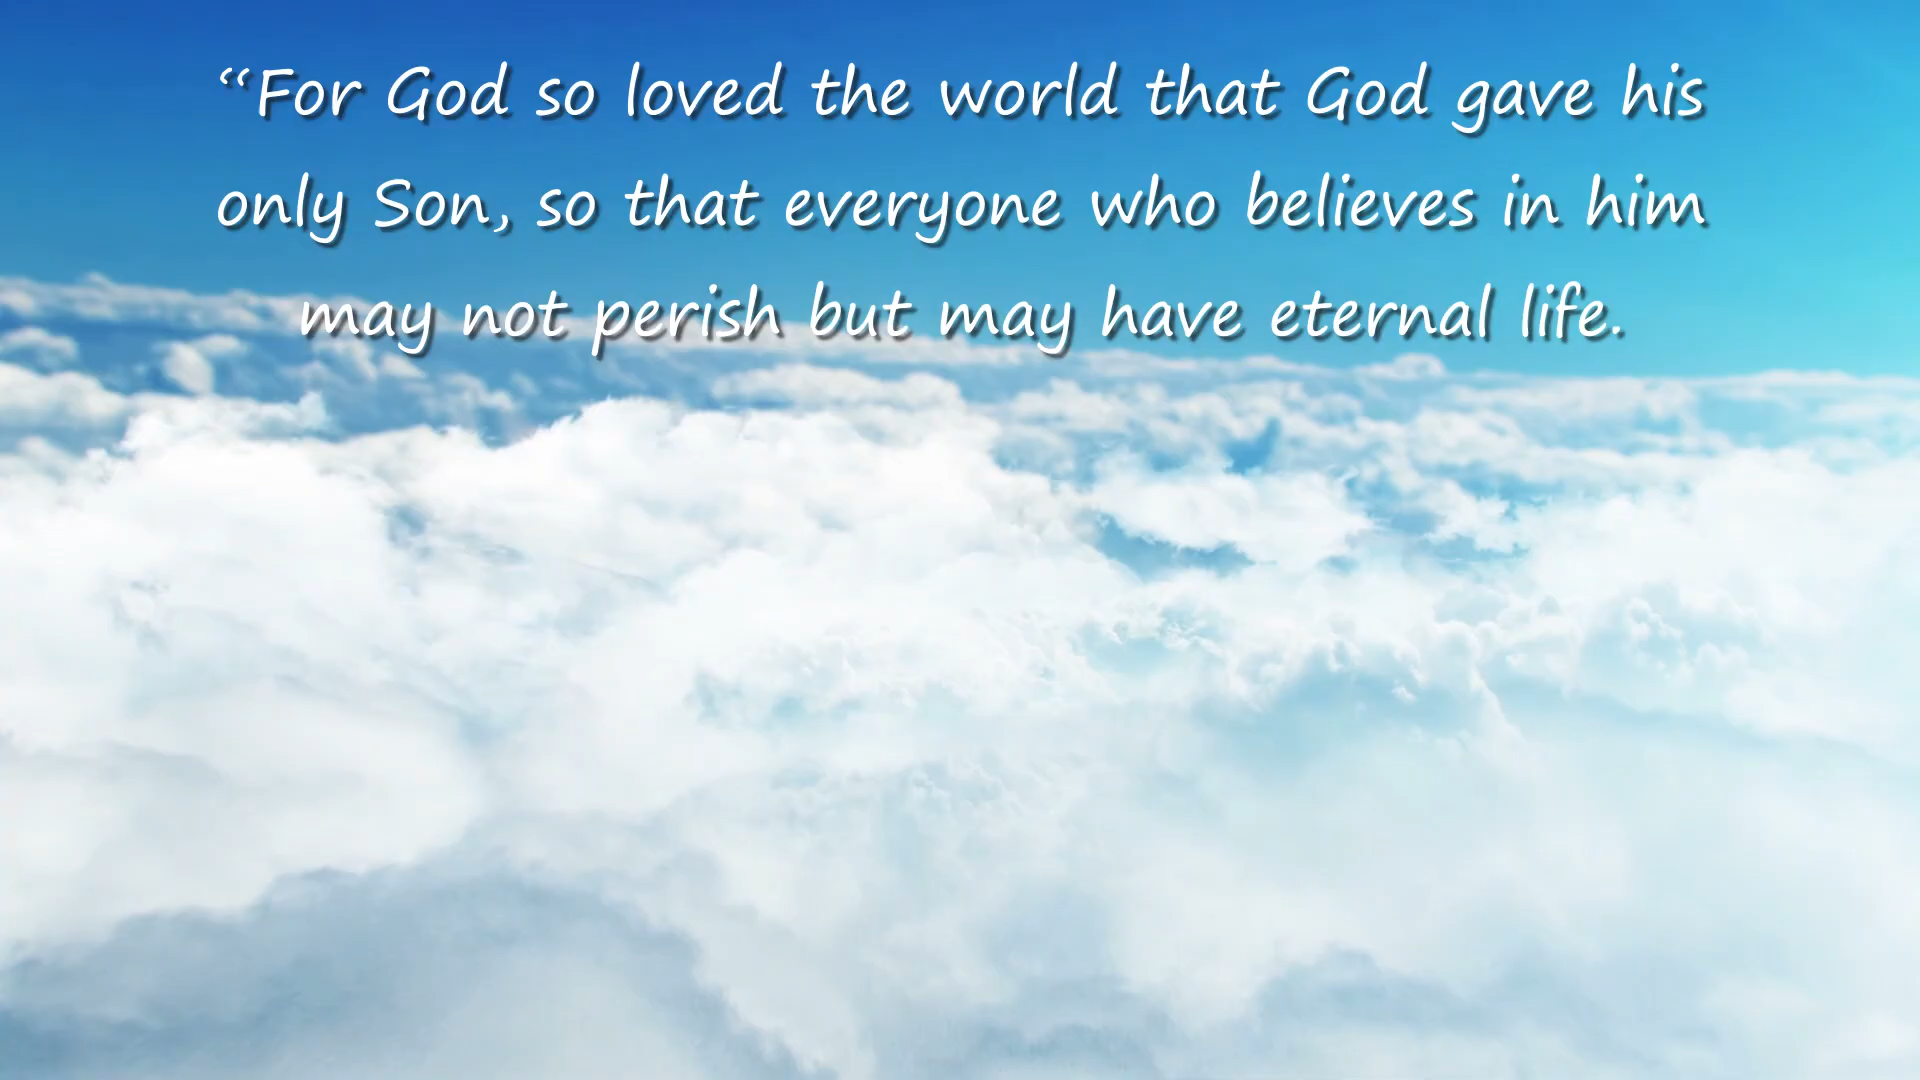 “For God so loved the world that God gave his
only Son, so that everyone who believes in him
may not perish but may have eternal life.